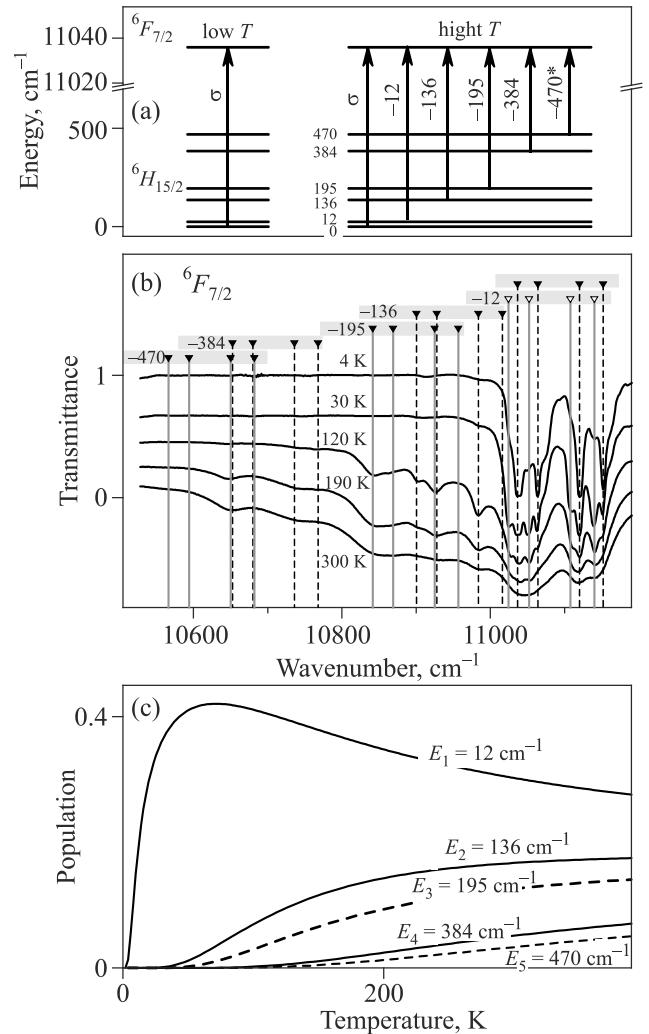 11040
⁶F₇/₂ low T hight T
11020
Energy, cm⁻¹
(a)
σ
σ
−12
−136
−195
−384
−470*
500
470
384
⁶H₁₅/₂
195
136
12
0
0
(b) ⁶F₇/₂
−12
−136
−195
−384
−470
4 K
1
30 K
Transmittance
120 K
0
190 K
300 K
10600 10800 11000
Wavenumber, cm⁻¹
(c)
0.4
E₁ = 12 cm⁻¹
Population
E₂ = 136 cm⁻¹
E₃ = 195 cm⁻¹
E₄ = 384 cm⁻¹
E₅ = 470 cm⁻¹
0
0 200
Temperature, K